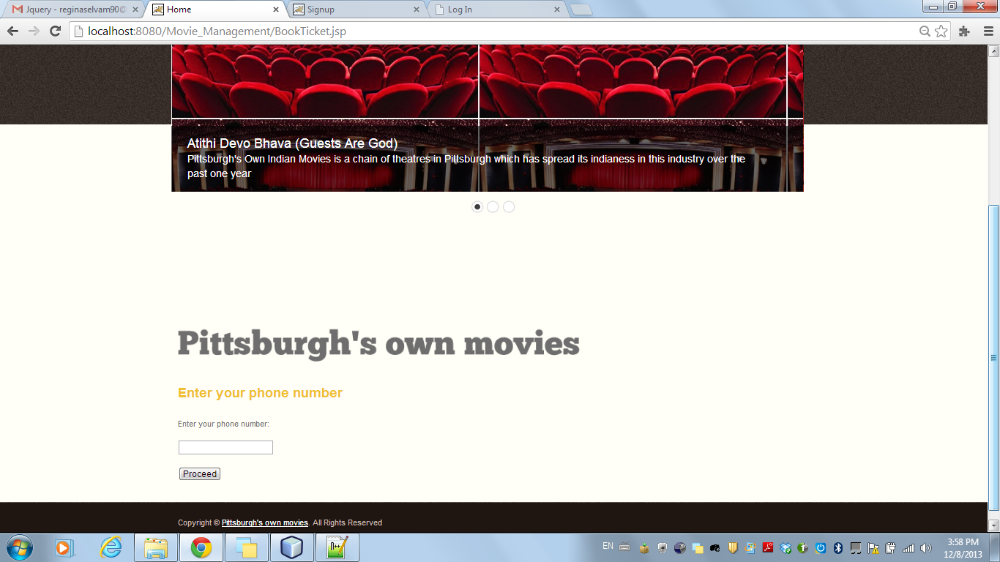 Jquery - reginaselvam90@
Home
Signup
Log In
localhost:8080/Movie_Management/BookTicket.jsp
Atithi Devo Bhava (Guests Are God)
Pittsburgh's Own Indian Movies is a chain of theatres in Pittsburgh which has spread its indianess in this industry over the
past one year
Pittsburgh's own movies
Enter your phone number
Enter your phone number:
Proceed
Copyright © Pittsburgh's own movies. All Rights Reserved
EN
3:58 PM
12/8/2013